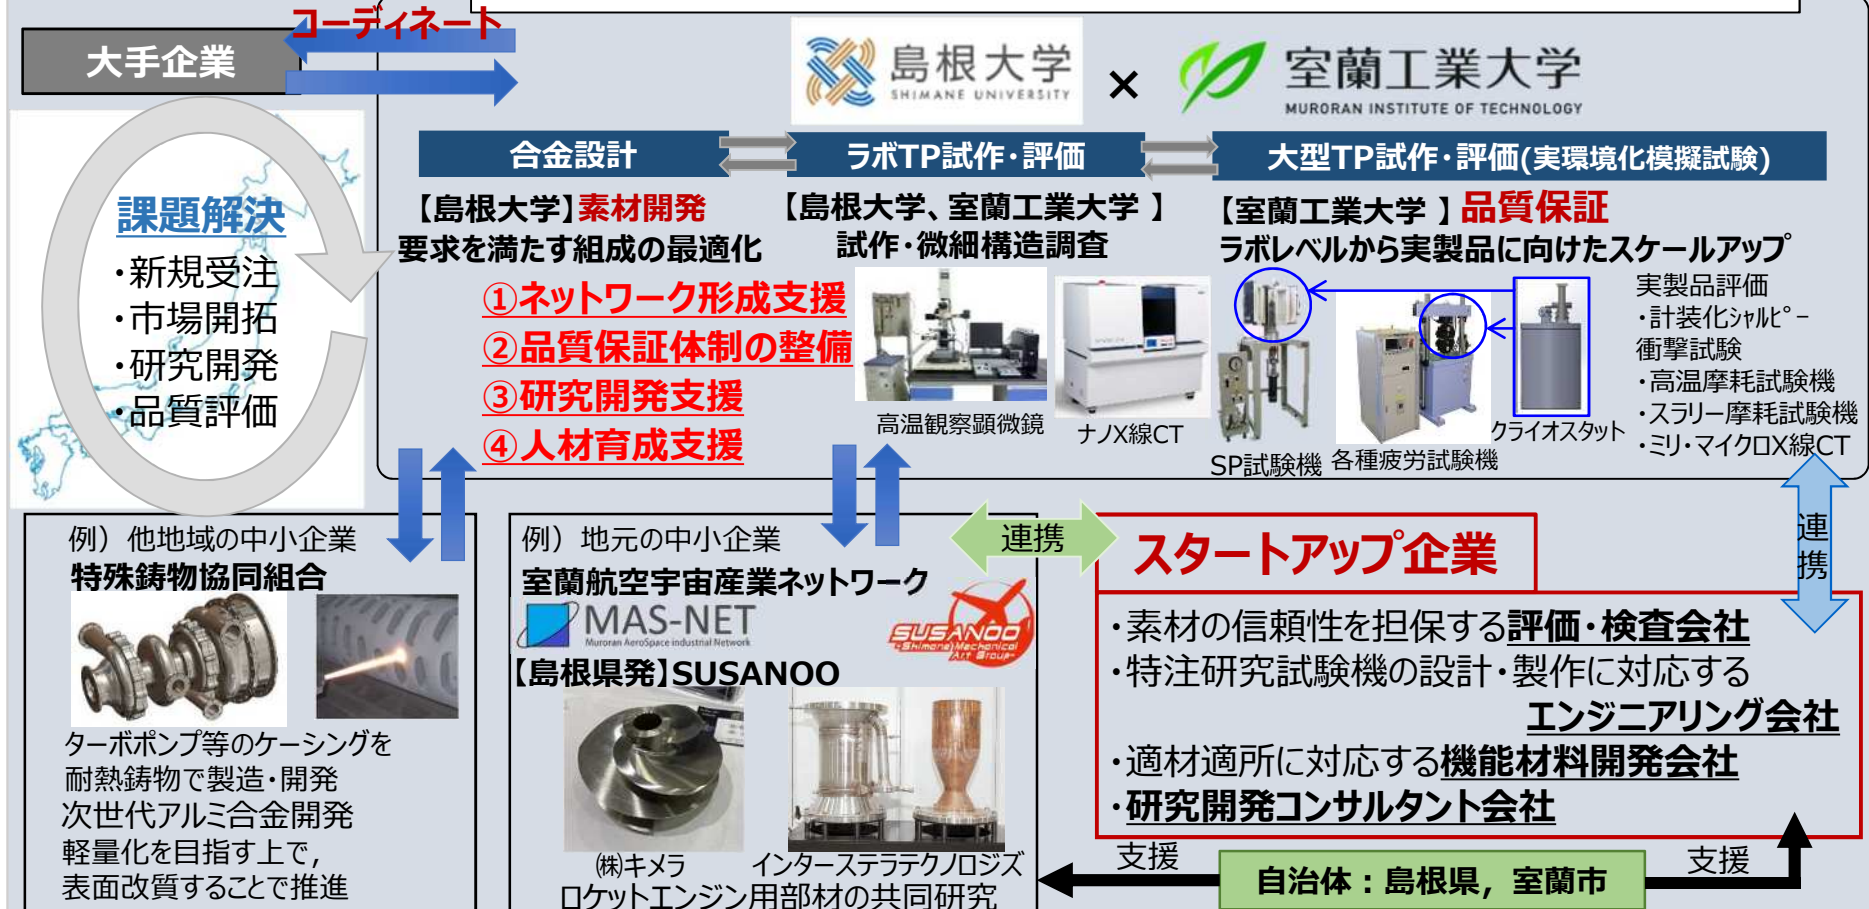 コーディネート
大手企業
島根大学
SHIMANE UNIVERSITY
×
室蘭工業大学
MURORAN INSTITUTE OF TECHNOLOGY
合金設計
ラボTP試作・評価
大型TP試作・評価(実環境化模擬試験)
【島根大学】素材開発
要求を満たす組成の最適化
【島根大学、室蘭工業大学 】
試作・微細構造調査
【室蘭工業大学 】品質保証
ラボレベルから実製品に向けたスケールアップ
課題解決
・新規受注
・市場開拓
・研究開発
・品質評価
①ネットワーク形成支援
②品質保証体制の整備
③研究開発支援
④人材育成支援
高温観察顕微鏡
ナノX線CT
SP試験機
各種疲労試験機
クライオスタット
実製品評価
・計装化シャルピー
衝撃試験
・高温摩耗試験機
・スラリー摩耗試験機
・ミリ・マイクロX線CT
例）他地域の中小企業
特殊鋳物協同組合
ターボポンプ等のケーシングを
耐熱鋳物で製造・開発
次世代アルミ合金開発
軽量化を目指す上で，
表面改質することで推進
例）地元の中小企業
室蘭航空宇宙産業ネットワーク
MAS-NET
Muroran AeroSpace industrial Network
SUSANOO
-Shimane Mechanical
Art Group-
【島根県発】SUSANOO
㈱キメラ
インターステラテクノロジズ
ロケットエンジン用部材の共同研究
連携
連携
スタートアップ企業
・素材の信頼性を担保する評価・検査会社
・特注研究試験機の設計・製作に対応する
エンジニアリング会社
・適材適所に対応する機能材料開発会社
・研究開発コンサルタント会社
支援
自治体：島根県，室蘭市
支援